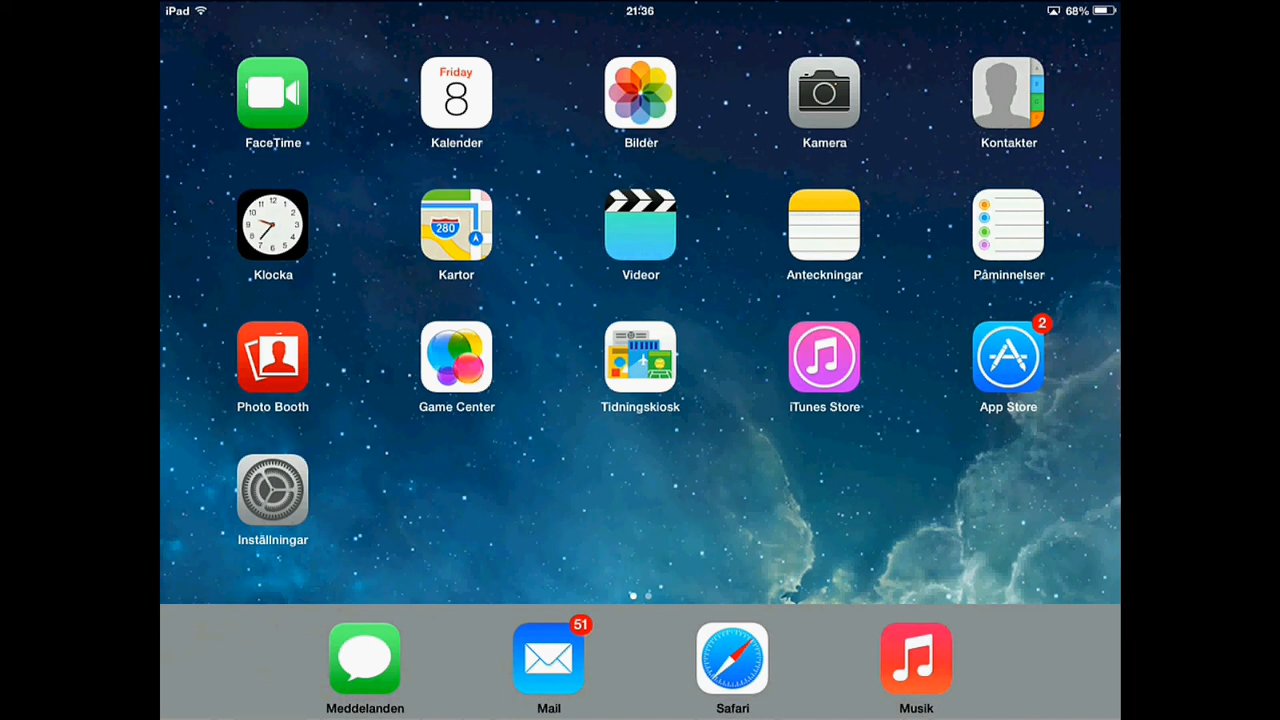 iPad 21:36 68%
Friday
8
FaceTime Kalender Bilder Kamera Kontakter
280
Klocka Kartor Videor Anteckningar Påminnelser
2
Photo Booth Game Center Tidningskiosk iTunes Store App Store
Inställningar
51
Meddelanden Mail Safari Musik